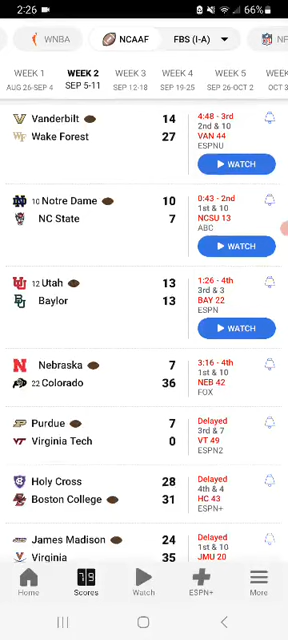 2:26
66%
WNBA
NCAAF
FBS (I-A)
NF
WEEK 1
AUG 26-SEP 4
WEEK 2
SEP 5-11
WEEK 3
SEP 12-18
WEEK 4
SEP 19-25
WEEK 5
SEP 26-OCT 2
WEEK
OCT 3
Vanderbilt 14
Wake Forest 27
4:48 - 3rd
2nd & 10
VAN 44
ESPNU
WATCH
10 Notre Dame 10
NC State 7
0:43 - 2nd
1st & 10
NCSU 13
ABC
WATCH
12 Utah 13
Baylor 13
1:26 - 4th
3rd & 3
BAY 22
ESPN
WATCH
Nebraska 7
22 Colorado 36
3:16 - 4th
1st & 10
NEB 42
FOX
Purdue 7
Virginia Tech 0
Delayed
3rd & 7
VT 49
ESPN2
Holy Cross 28
Boston College 31
Delayed
4th & 4
HC 43
ESPN+
James Madison 24
Virginia 35
Delayed
1st & 10
JMU 20
Home
Scores
Watch
ESPN+
More